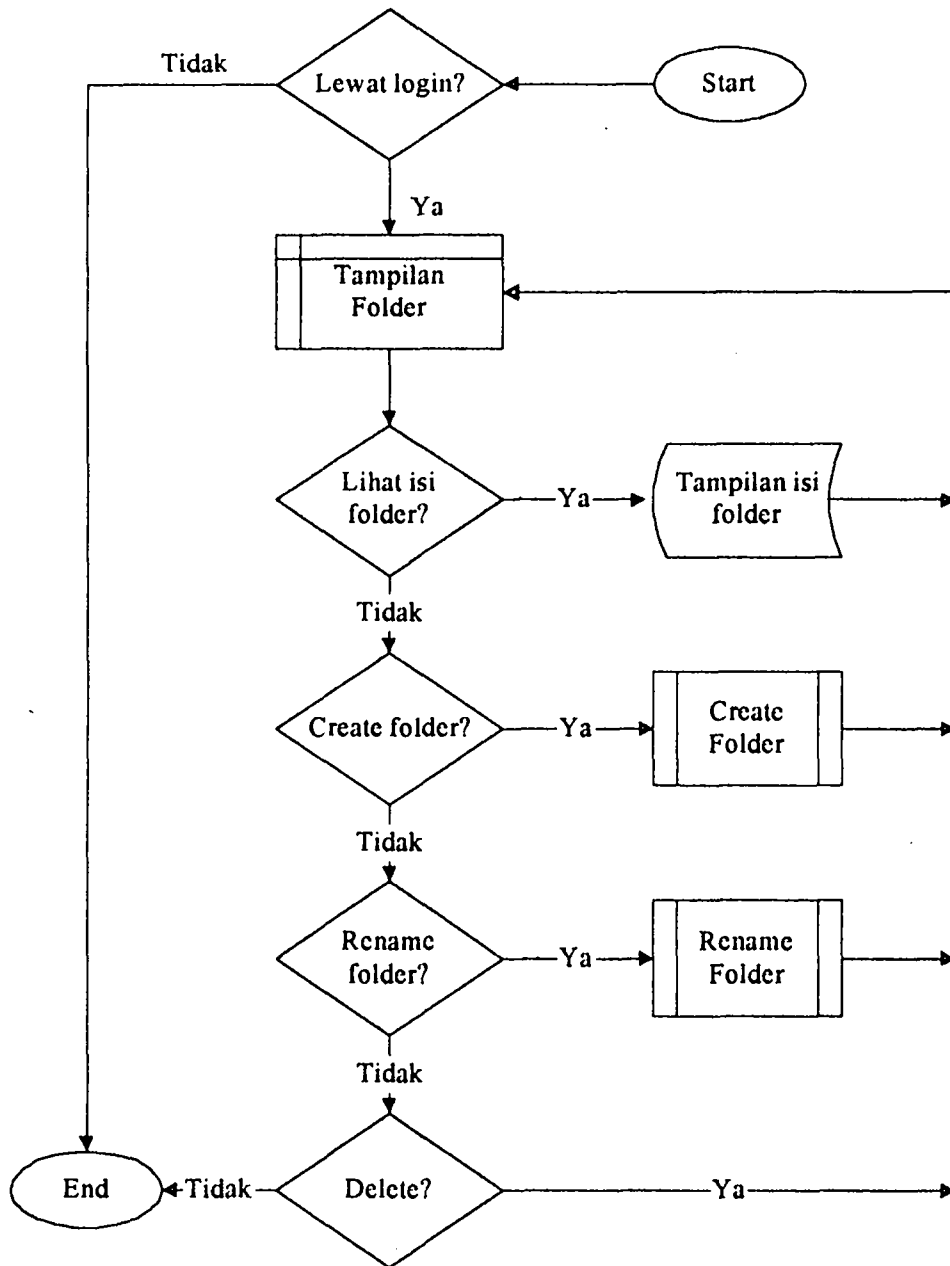 Tidak
Lewat login?
Start
Ya
Tampilan
Folder
Lihat isi
folder?
Ya
Tampilan isi
folder
Tidak
Create folder?
Ya
Create
Folder
Tidak
Rename
folder?
Ya
Rename
Folder
Tidak
End
Tidak
Delete?
Ya